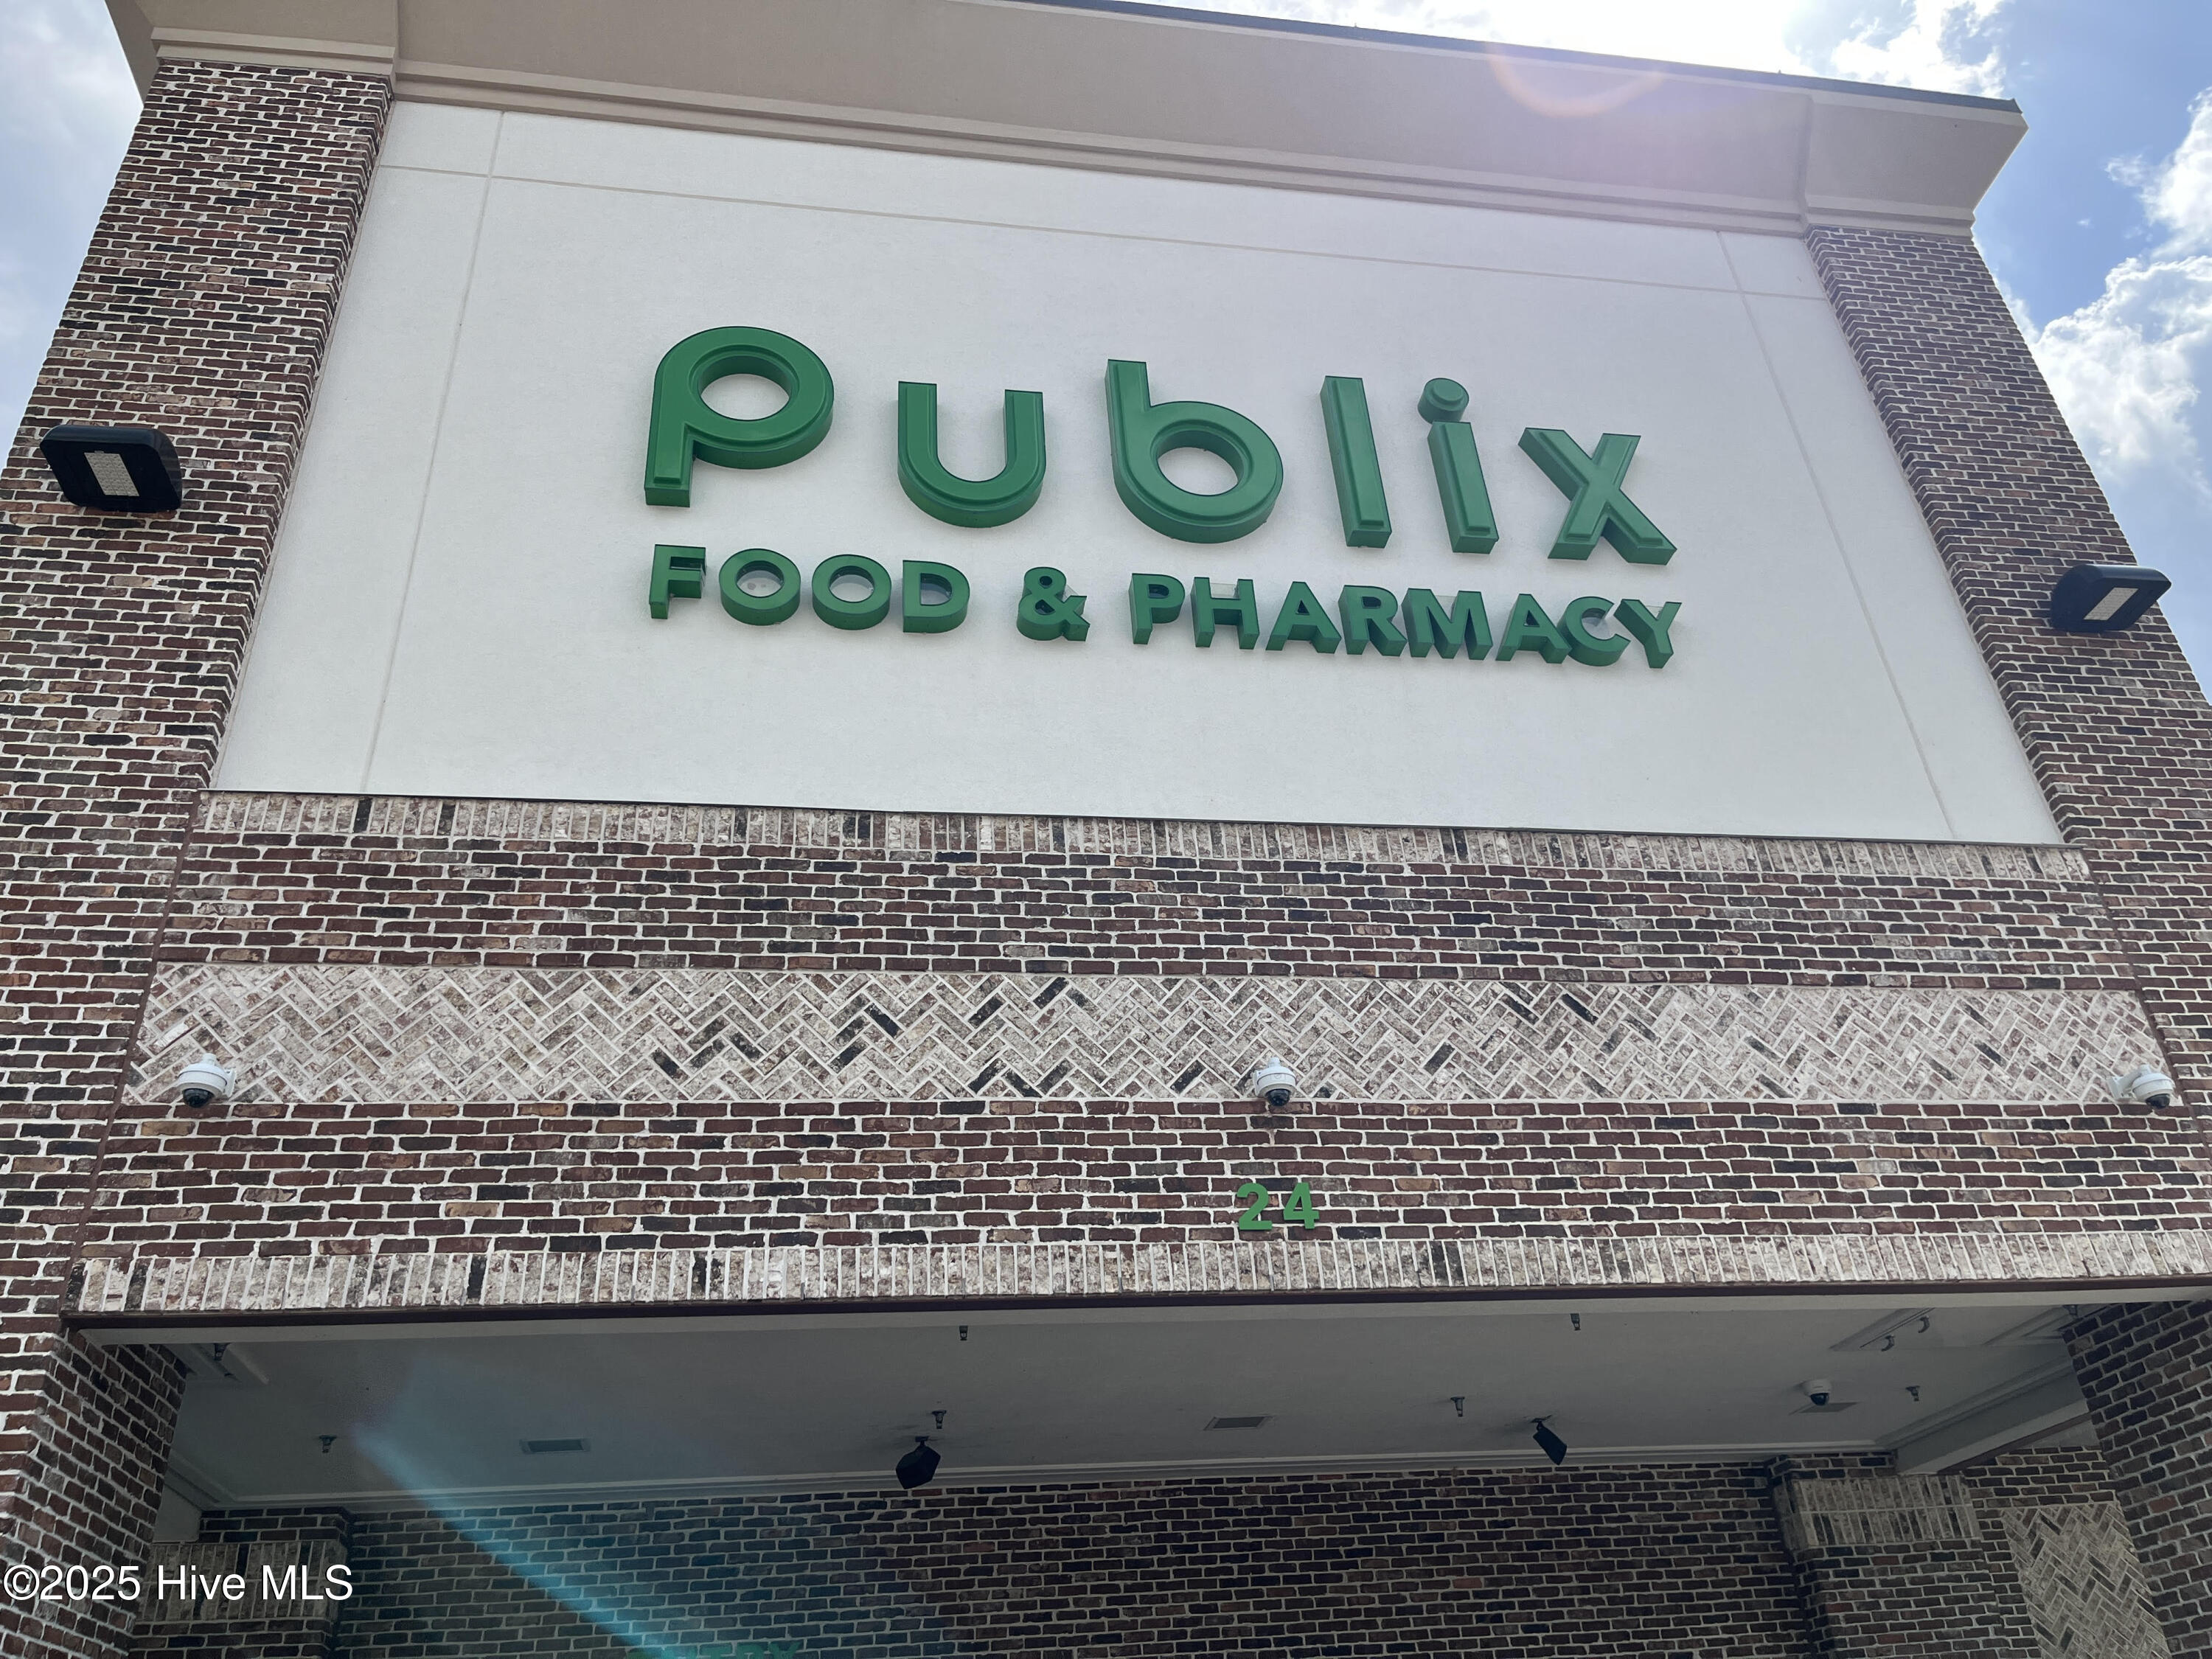 Publix
FOOD & PHARMACY
24
©2025 Hive MLS